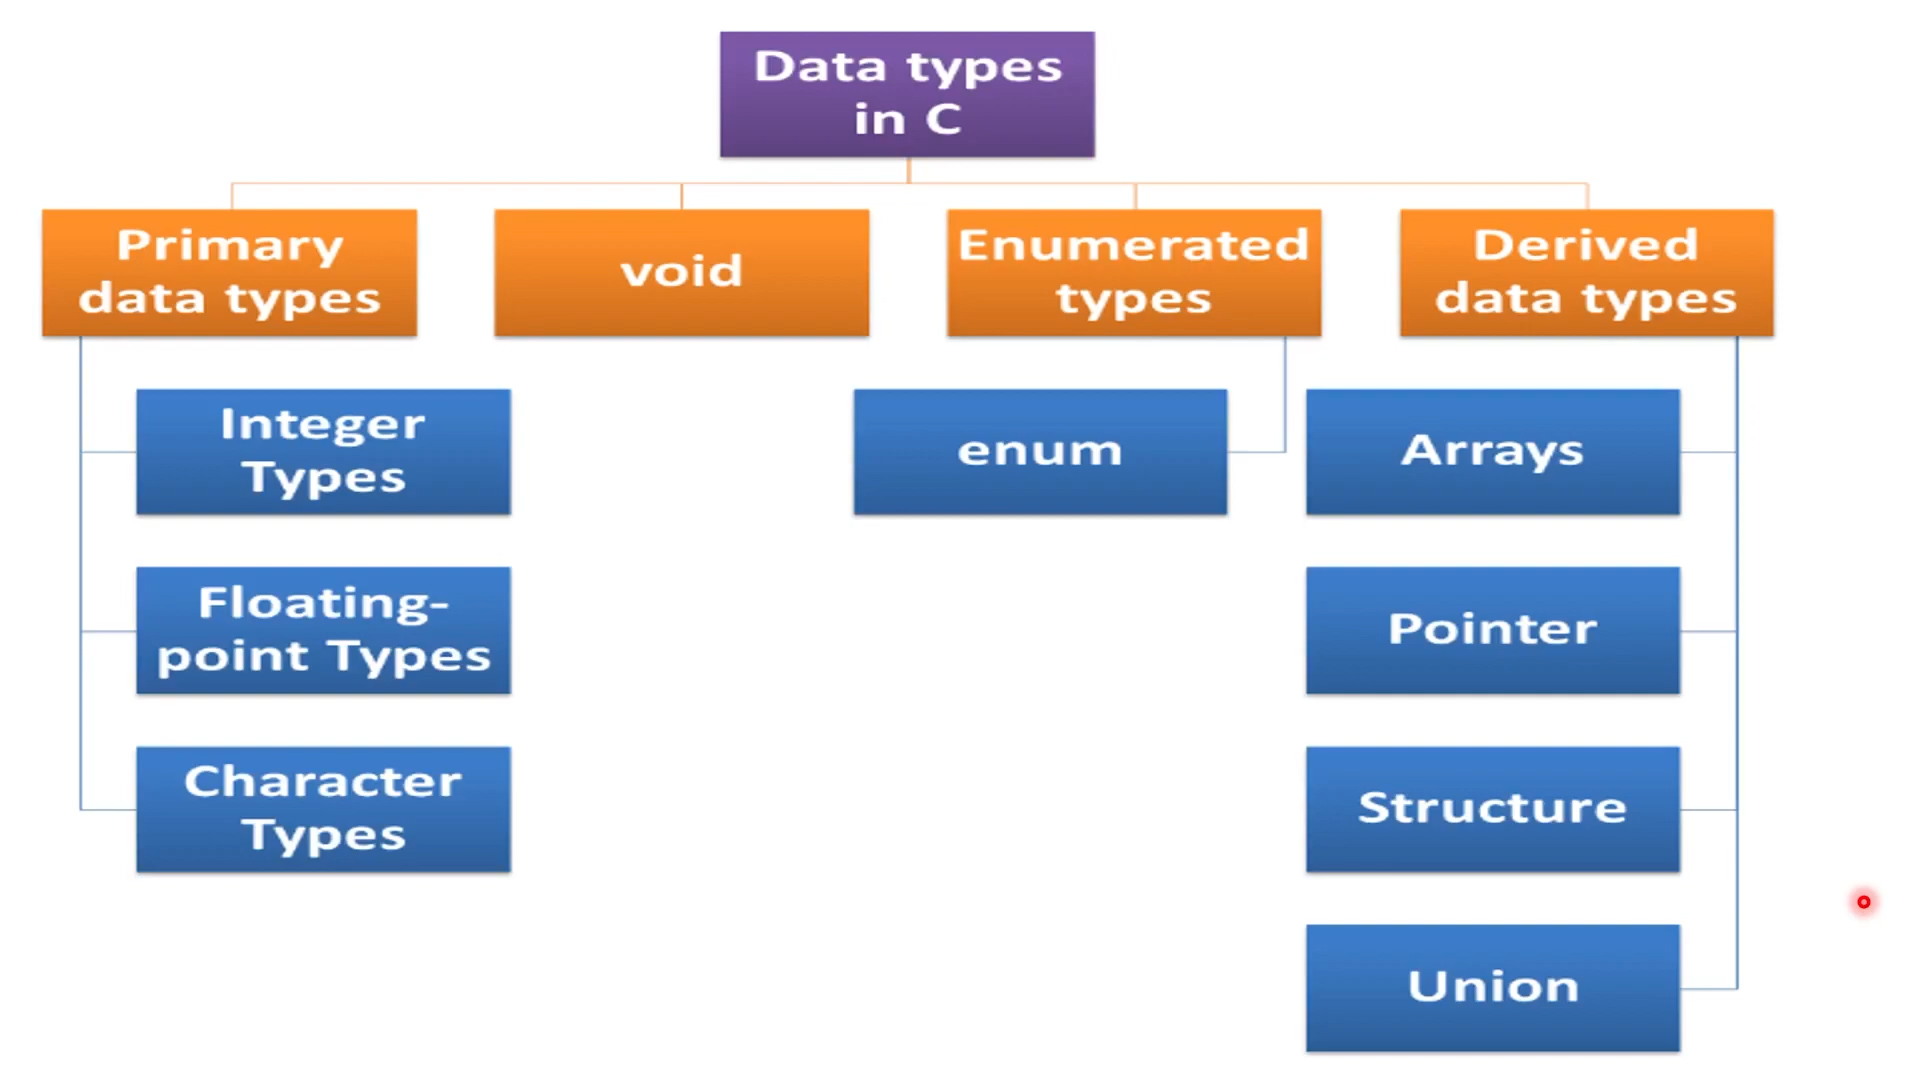 Data types
in C
Primary
data types
void
Enumerated
types
Derived
data types
Integer
Types
enum
Arrays
Floating-
point Types
Pointer
Character
Types
Structure
Union